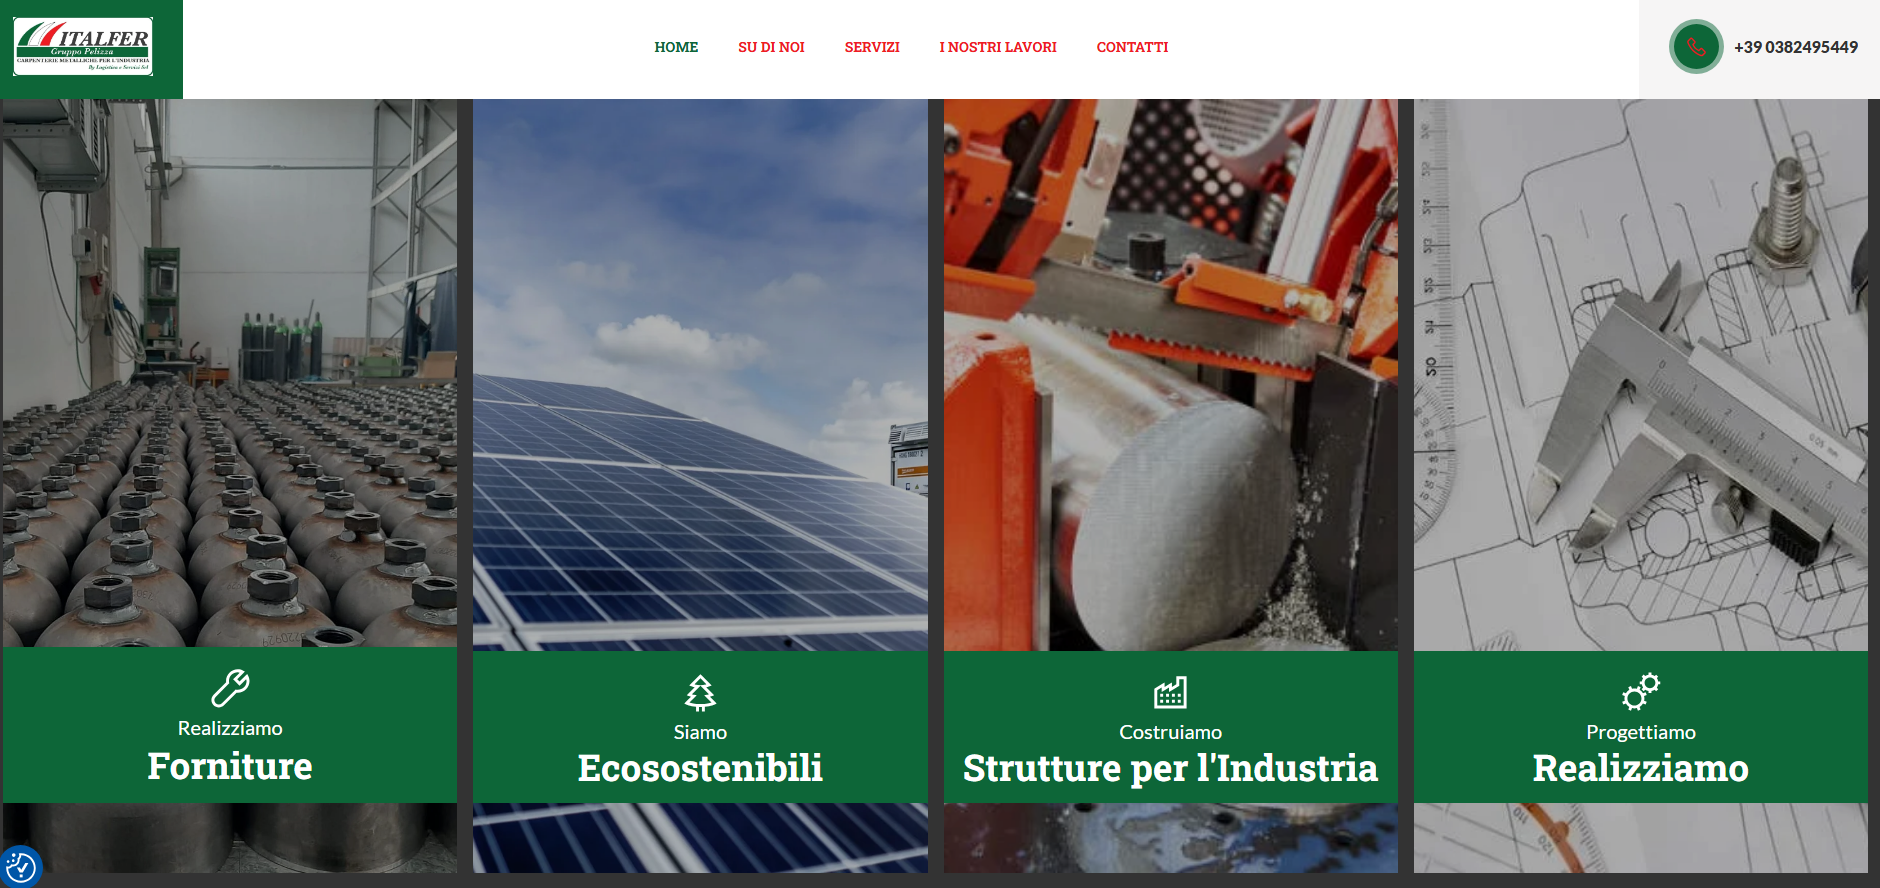 ITALFER
Gruppo Pelizza
CARPENTERIE METALLICHE PER L'INDUSTRIA
By Logistica e Servizi Srl
HOME
SU DI NOI
SERVIZI
I NOSTRI LAVORI
CONTATTI
+39 0382495449
Realizziamo
Forniture
Siamo
Ecosostenibili
Costruiamo
Strutture per l'Industria
Progettiamo
Realizziamo